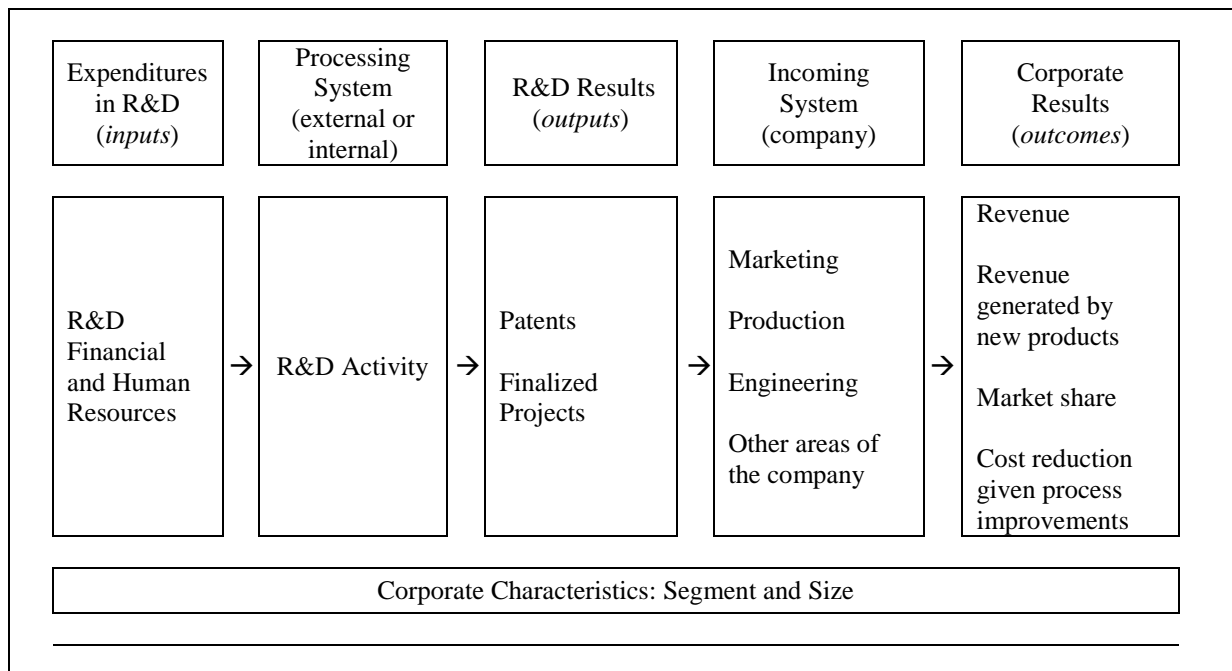 Expenditures
in R&D
(inputs)
Processing
System
(external or
internal)
R&D Results
(outputs)
Incoming
System
(company)
Corporate
Results
(outcomes)
R&D
Financial
and Human
Resources
→
R&D Activity
→
Patents
Finalized
Projects
→
Marketing
Production
Engineering
Other areas of
the company
→
Revenue
Revenue
generated by
new products
Market share
Cost reduction
given process
improvements
Corporate Characteristics: Segment and Size